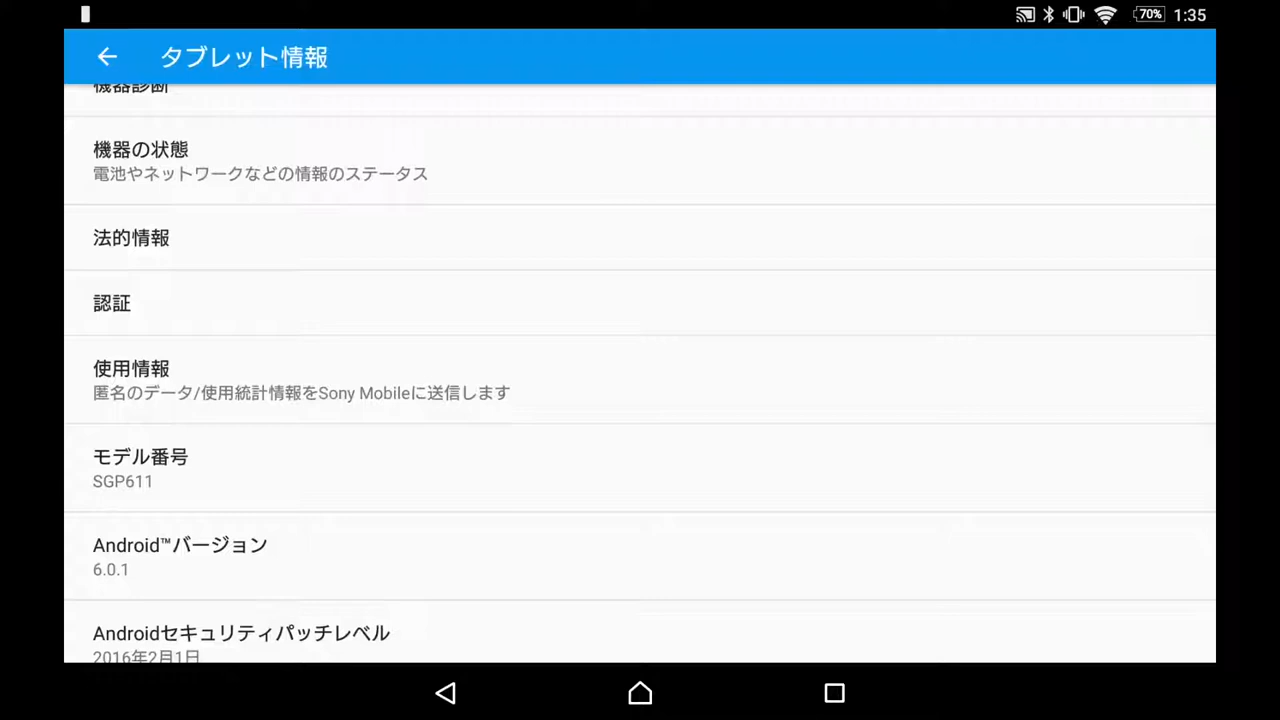 70% 1:35
タブレット情報
機器診断
機器の状態
電池やネットワークなどの情報のステータス
法的情報
認証
使用情報
匿名のデータ/使用統計情報をSony Mobileに送信します
モデル番号
SGP611
Android™バージョン
6.0.1
Androidセキュリティパッチレベル
2016年2月1日